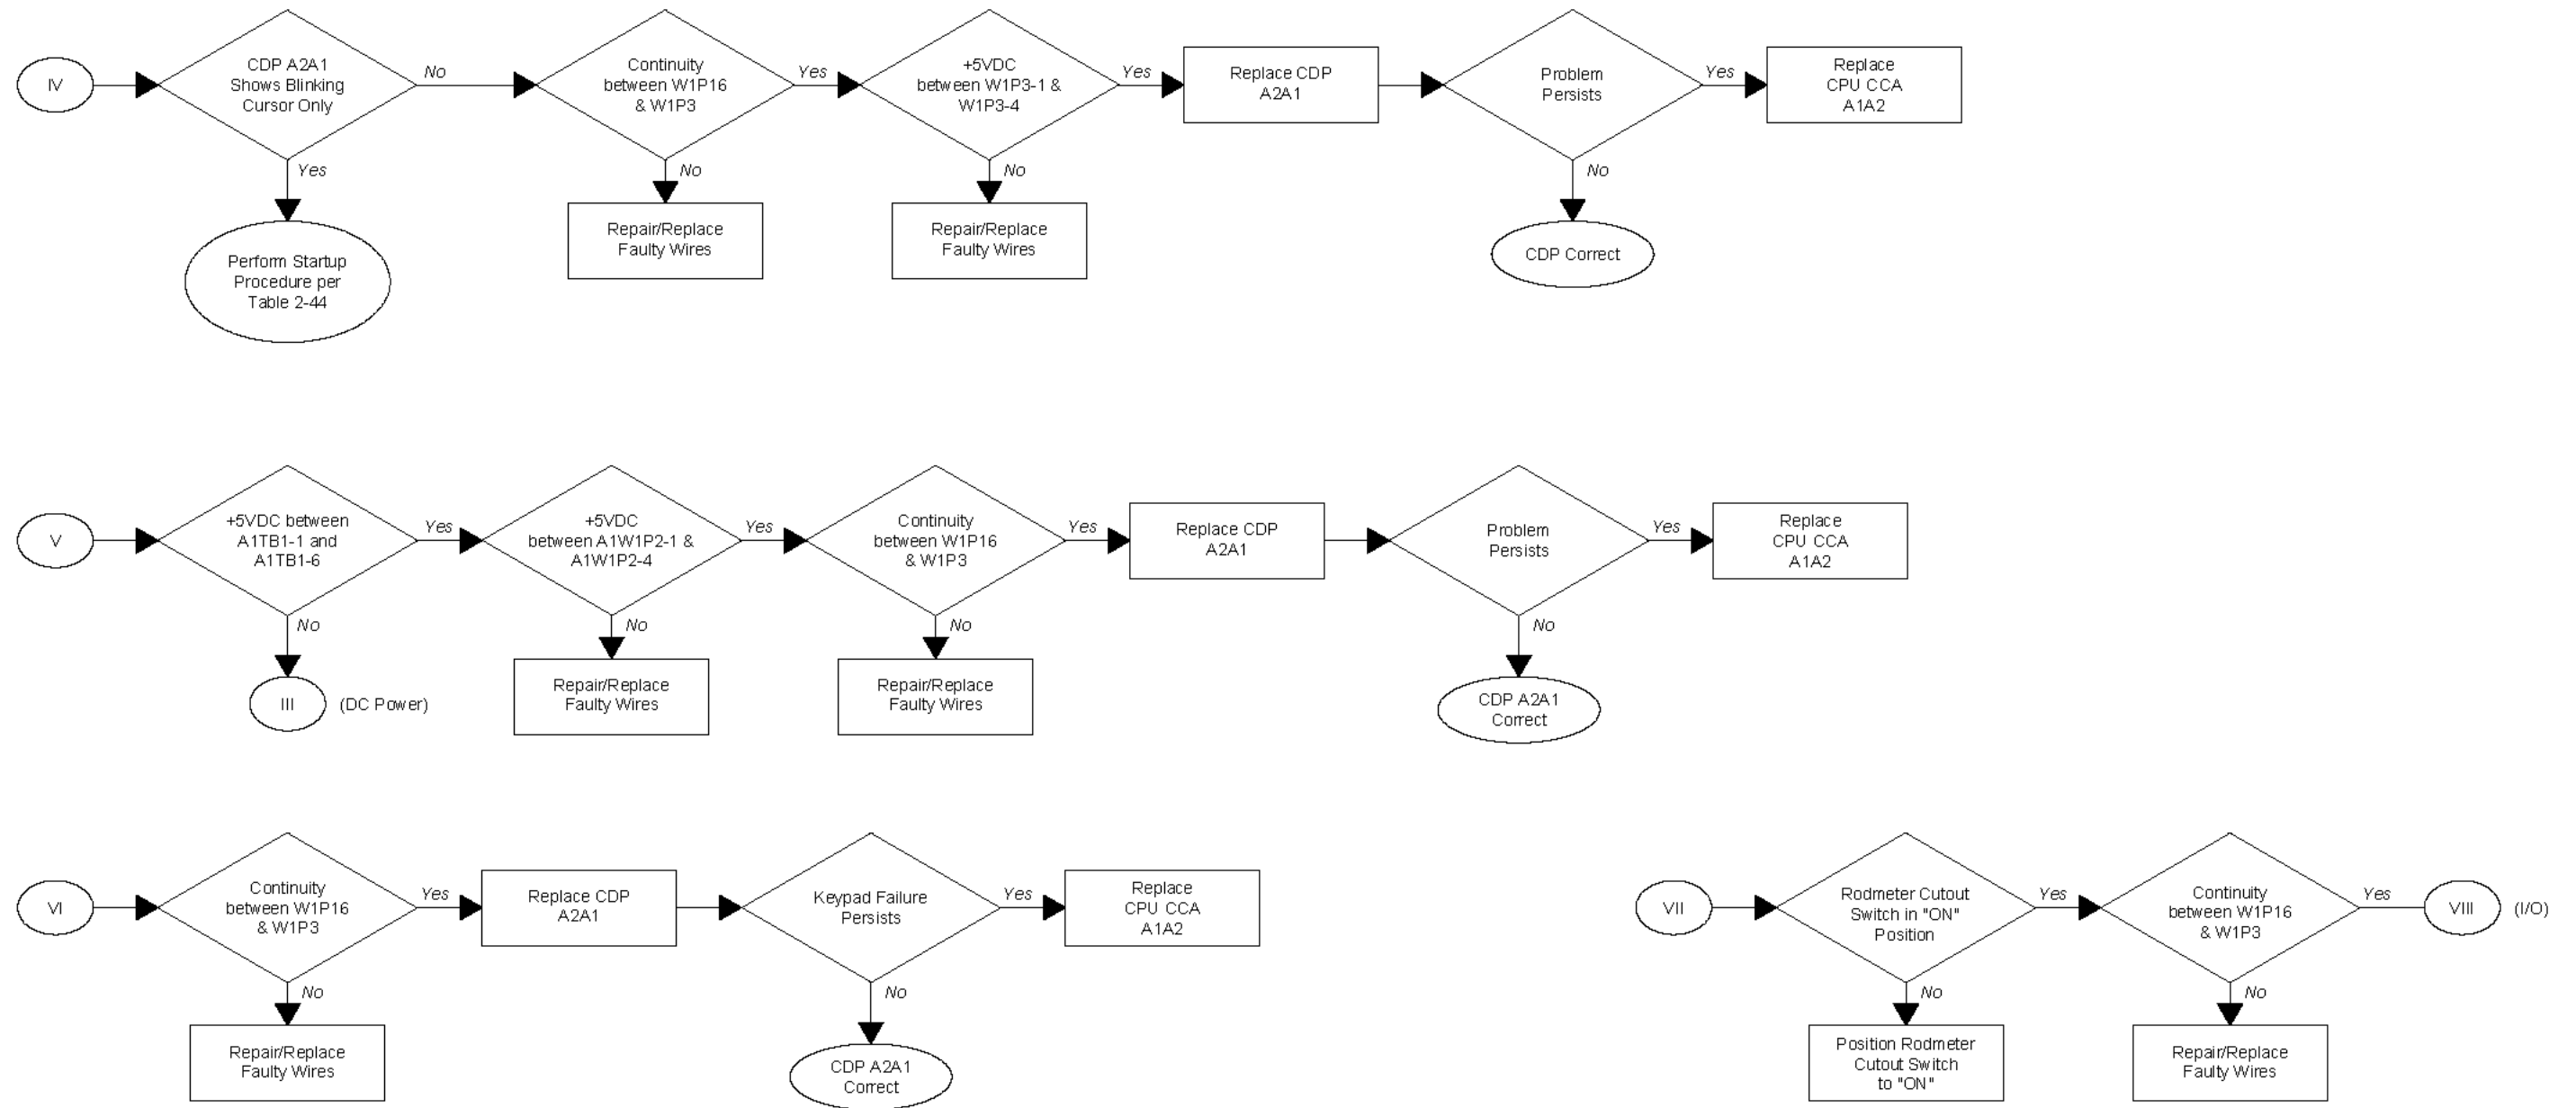 IV
CDP A2A1
Shows Blinking
Cursor Only
No
Yes
Perform Startup
Procedure per
Table 2-44
Continuity
between W1P16
& W1P3
Yes
No
Repair/Replace
Faulty Wires
+5VDC
between W1P3-1 &
W1P3-4
Yes
No
Repair/Replace
Faulty Wires
Replace CDP
A2A1
Problem
Persists
Yes
No
CDP Correct
Replace
CPU CCA
A1A2
V
+5VDC between
A1TB1-1 and
A1TB1-6
Yes
No
III
(DC Power)
+5VDC
between A1W1P2-1 &
A1W1P2-4
Yes
No
Repair/Replace
Faulty Wires
Continuity
between W1P16
& W1P3
Yes
No
Repair/Replace
Faulty Wires
Replace CDP
A2A1
Problem
Persists
Yes
No
CDP A2A1
Correct
Replace
CPU CCA
A1A2
VI
Continuity
between W1P16
& W1P3
Yes
No
Repair/Replace
Faulty Wires
Replace CDP
A2A1
Keypad Failure
Persists
Yes
No
CDP A2A1
Correct
Replace
CPU CCA
A1A2
VII
Rodmeter Cutout
Switch in "ON"
Position
Yes
No
Position Rodmeter
Cutout Switch
to "ON"
Continuity
between W1P16
& W1P3
Yes
No
Repair/Replace
Faulty Wires
VIII
(I/O)